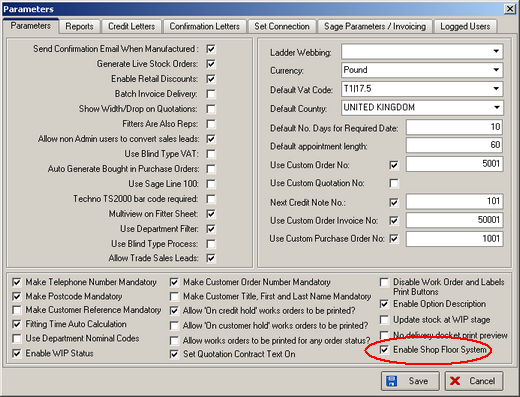 Parameters
Parameters Reports Credit Letters Confirmation Letters Set Connection Sage Parameters / Invoicing Logged Users
Send Confirmation Email When Manufactured :
Generate Live Stock Orders:
Enable Retail Discounts:
Batch Invoice Delivery:
Show Width/Drop on Quotations:
Fitters Are Also Reps:
Allow non Admin users to convert sales leads:
Use Blind Type VAT:
Auto Generate Bought in Purchase Orders:
Use Sage Line 100:
Techno TS2000 bar code required:
Multiview on Fitter Sheet:
Use Department Filter:
Use Blind Type Process:
Allow Trade Sales Leads:
Ladder Webbing:
Currency: Pound
Default Vat Code: T1|17.5
Default Country: UNITED KINGDOM
Default No. Days for Required Date: 10
Default appointment length: 60
Use Custom Order No: 5001
Use Custom Quotation No:
Next Credit Note No.: 101
Use Custom Order Invoice No: 50001
Use Custom Purchase Order No: 1001
Make Telephone Number Mandatory
Make Postcode Mandatory
Make Customer Reference Mandatory
Fitting Time Auto Calculation
Use Department Nominal Codes
Enable WIP Status
Make Customer Order Number Mandatory
Make Customer Title, First and Last Name Mandatory
Allow 'On credit hold' works orders to be printed?
Allow 'On customer hold' works orders to be printed?
Allow works orders to be printed for any order status?
Set Quotation Contract Text On
Disable Work Order and Labels
Print Buttons
Enable Option Description
Update stock at WIP stage
No delivery docket print preview
Enable Shop Floor System
Save Cancel